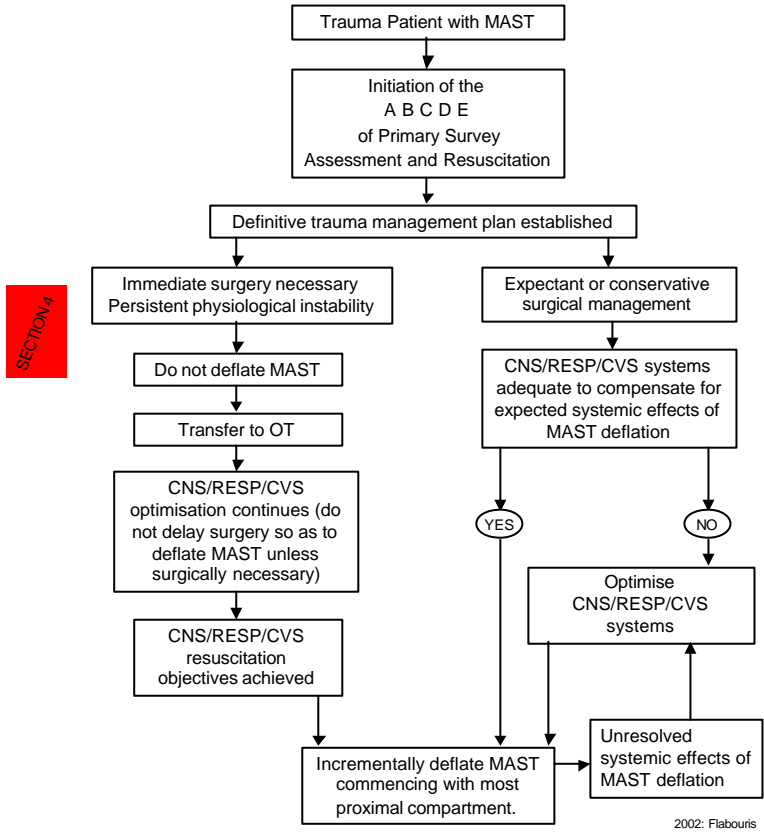 Trauma Patient with MAST
Initiation of the
A B C D E
of Primary Survey
Assessment and Resuscitation
Definitive trauma management plan established
Immediate surgery necessary
Persistent physiological instability
Expectant or conservative
surgical management
SECTION 4
Do not deflate MAST
CNS/RESP/CVS systems
adequate to compensate for
expected systemic effects of
MAST deflation
Transfer to OT
CNS/RESP/CVS
optimisation continues (do
not delay surgery so as to
deflate MAST unless
surgically necessary)
YES
NO
Optimise
CNS/RESP/CVS
systems
CNS/RESP/CVS
resuscitation
objectives achieved
Incrementally deflate MAST
commencing with most
proximal compartment.
Unresolved
systemic effects of
MAST deflation
2002: Flabouris